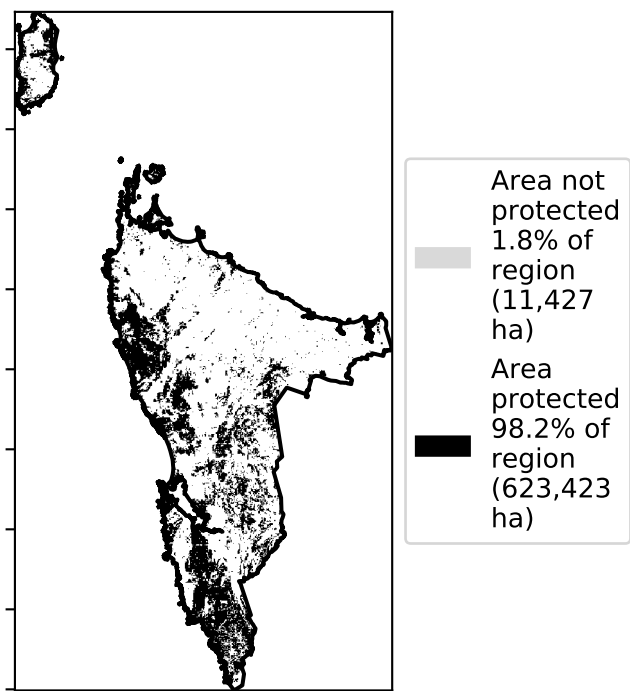 Area not
protected
1.8% of
region
(11,427
ha)
Area
protected
98.2% of
region
(623,423
ha)